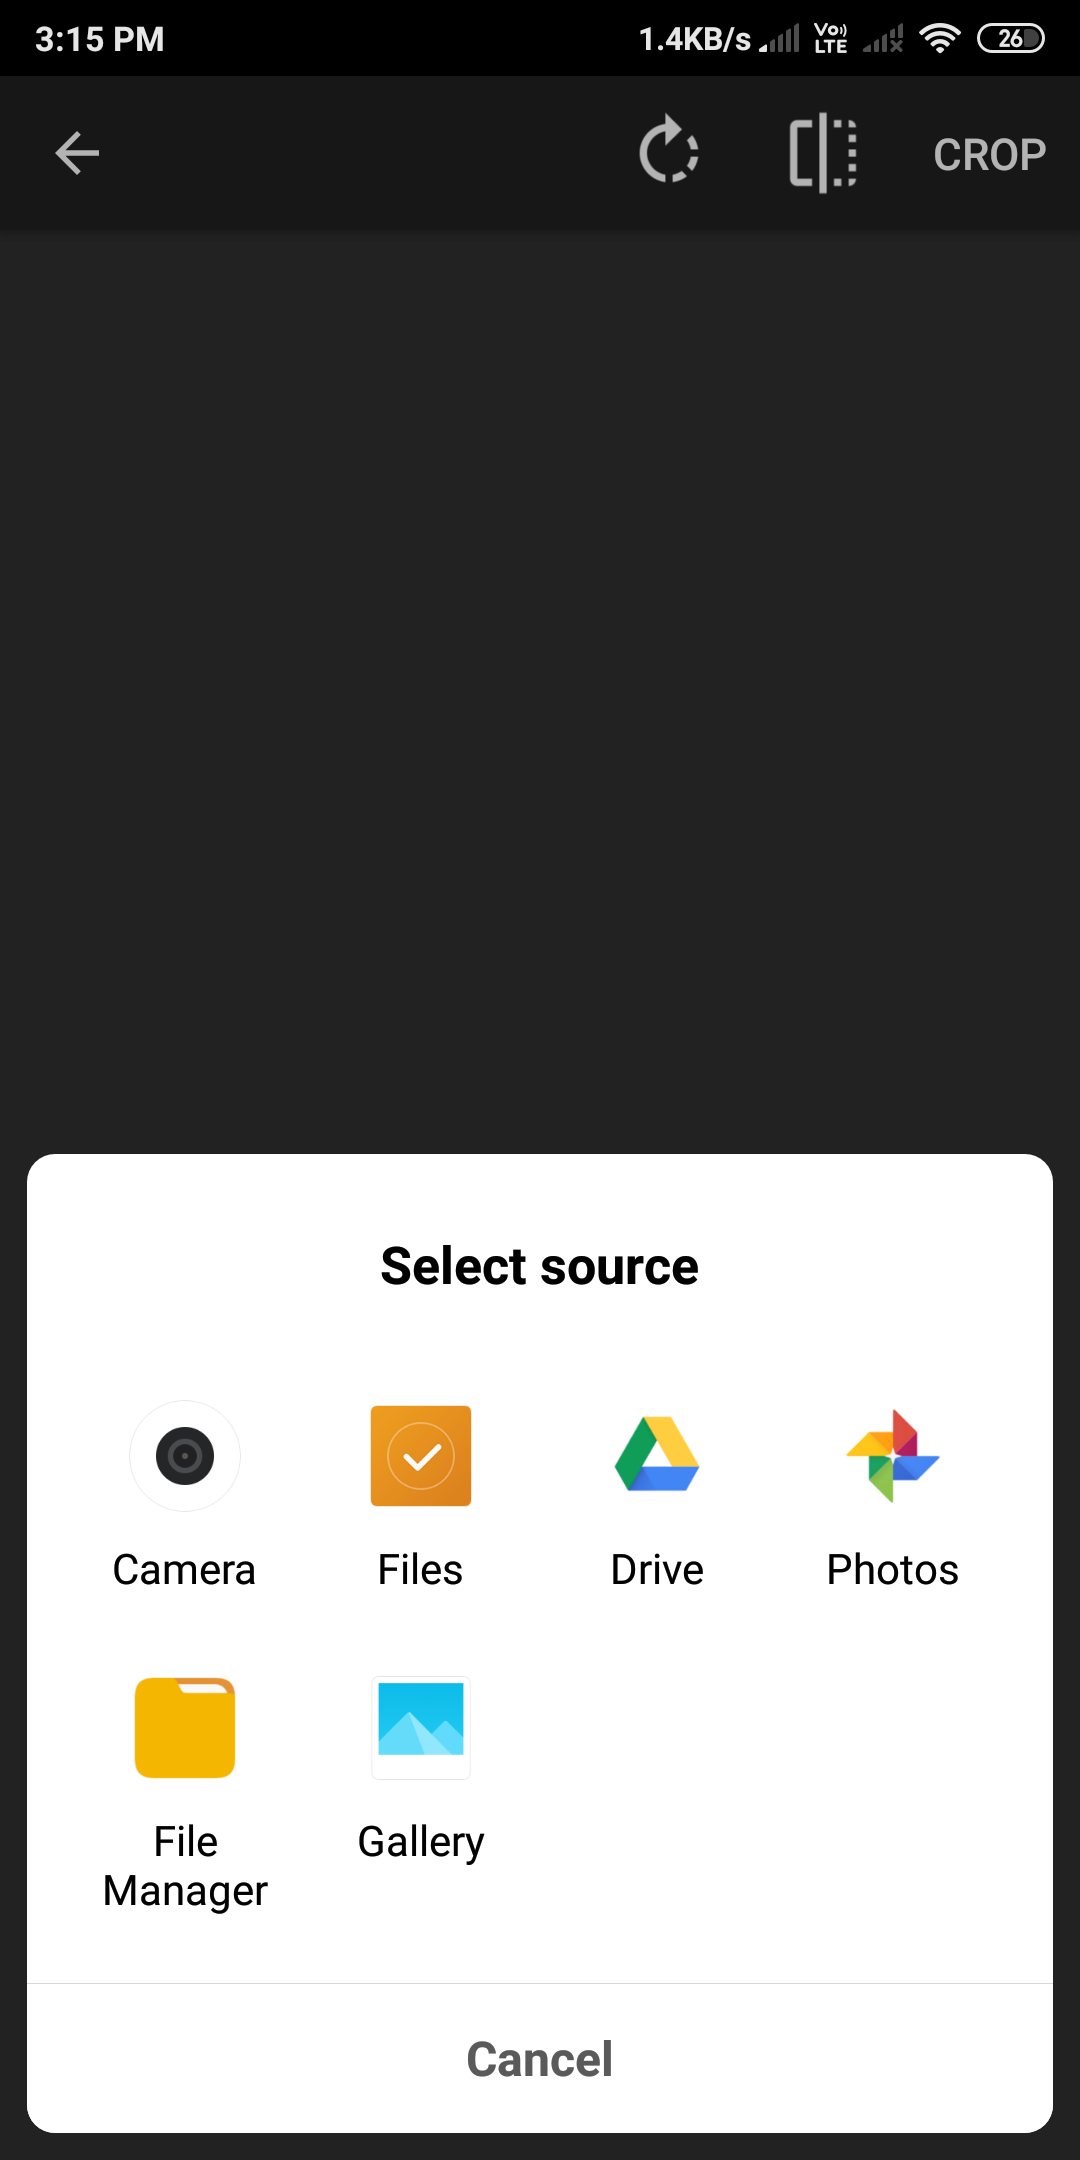 3:15 PM 1.4KB/s Vo) LTE 26
CROP
Select source
Camera Files Drive Photos
File Manager Gallery
Cancel